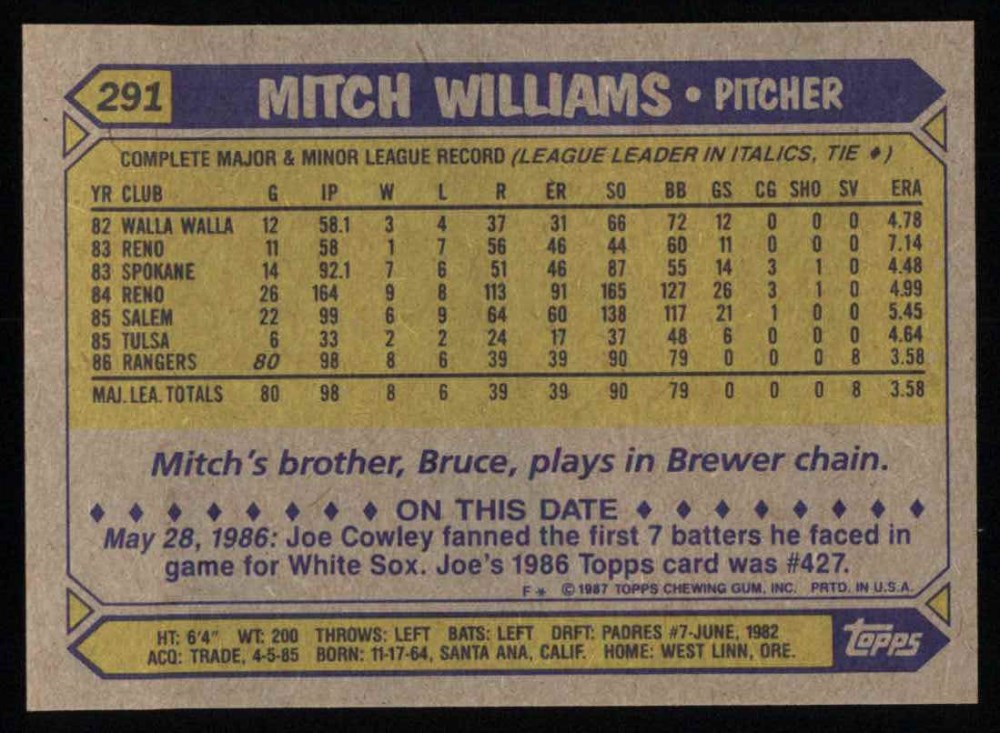 291 MITCH WILLIAMS • PITCHER
COMPLETE MAJOR & MINOR LEAGUE RECORD (LEAGUE LEADER IN ITALICS, TIE ♦)
YR CLUB G IP W L R ER SO BB GS CG SHO SV ERA
82 WALLA WALLA 12 58.1 3 4 37 31 66 72 12 0 0 0 4.78
83 RENO 11 58 1 7 56 46 44 60 11 0 0 0 7.14
83 SPOKANE 14 92.1 7 6 51 46 87 55 14 3 1 0 4.48
84 RENO 26 164 9 8 113 91 165 127 26 3 1 0 4.99
85 SALEM 22 99 6 9 64 60 138 117 21 1 0 0 5.45
85 TULSA 6 33 2 2 24 17 37 48 6 0 0 0 4.64
86 RANGERS 80 98 8 6 39 39 90 79 0 0 0 8 3.58
MAJ. LEA. TOTALS 80 98 8 6 39 39 90 79 0 0 0 8 3.58
Mitch's brother, Bruce, plays in Brewer chain.
♦ ♦ ♦ ♦ ♦ ♦ ♦ ♦ ON THIS DATE ♦ ♦ ♦ ♦ ♦ ♦ ♦ ♦
May 28, 1986: Joe Cowley fanned the first 7 batters he faced in
game for White Sox. Joe's 1986 Topps card was #427.
F * © 1987 TOPPS CHEWING GUM, INC. PRTD. IN U.S.A.
HT: 6'4" WT: 200 THROWS: LEFT BATS: LEFT DRFT: PADRES #7-JUNE, 1982
ACQ: TRADE, 4-5-85 BORN: 11-17-64, SANTA ANA, CALIF. HOME: WEST LINN, ORE.
Topps